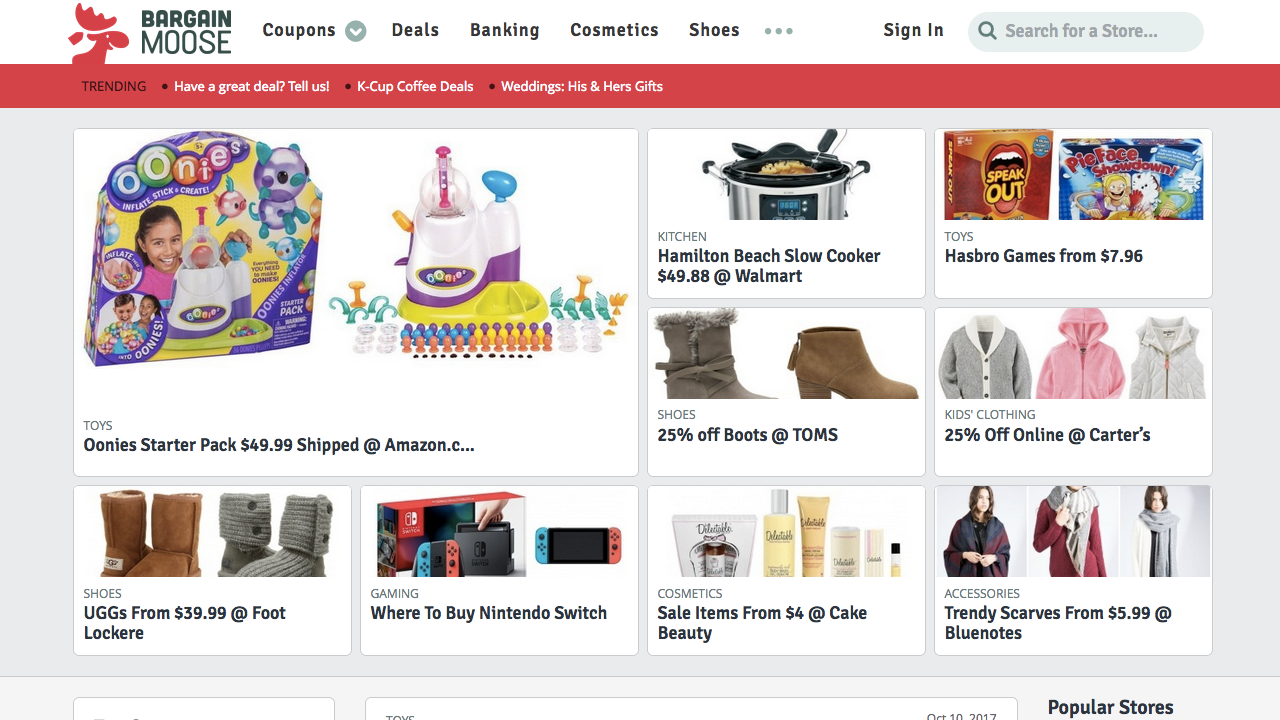 BARGAIN
MOOSE
Coupons
Deals
Banking
Cosmetics
Shoes
Sign In
Search for a Store...
TRENDING
Have a great deal? Tell us!
K-Cup Coffee Deals
Weddings: His & Hers Gifts
Oonies
INFLATE, STICK & CREATE!
INFLATE
Everything
YOU NEED
to make
OONIES!
OONIES INFLATOR
STARTER
PACK
INTO OONIES!
Oonies
TOYS
Oonies Starter Pack $49.99 Shipped @ Amazon.c...
KITCHEN
Hamilton Beach Slow Cooker
$49.88 @ Walmart
SPEAK OUT
SPEAK
OUT
Pie Face
Showdown!
TOYS
Hasbro Games from $7.96
SHOES
25% off Boots @ TOMS
KIDS' CLOTHING
25% Off Online @ Carter’s
UGG
SHOES
UGGs From $39.99 @ Foot
Lockere
NINTENDO
SWITCH
GAMING
Where To Buy Nintendo Switch
Delectable
Delectable
Delectable
Delectable
COSMETICS
Sale Items From $4 @ Cake
Beauty
ACCESSORIES
Trendy Scarves From $5.99 @
Bluenotes
TOYS
Oct 10, 2017
Popular Stores